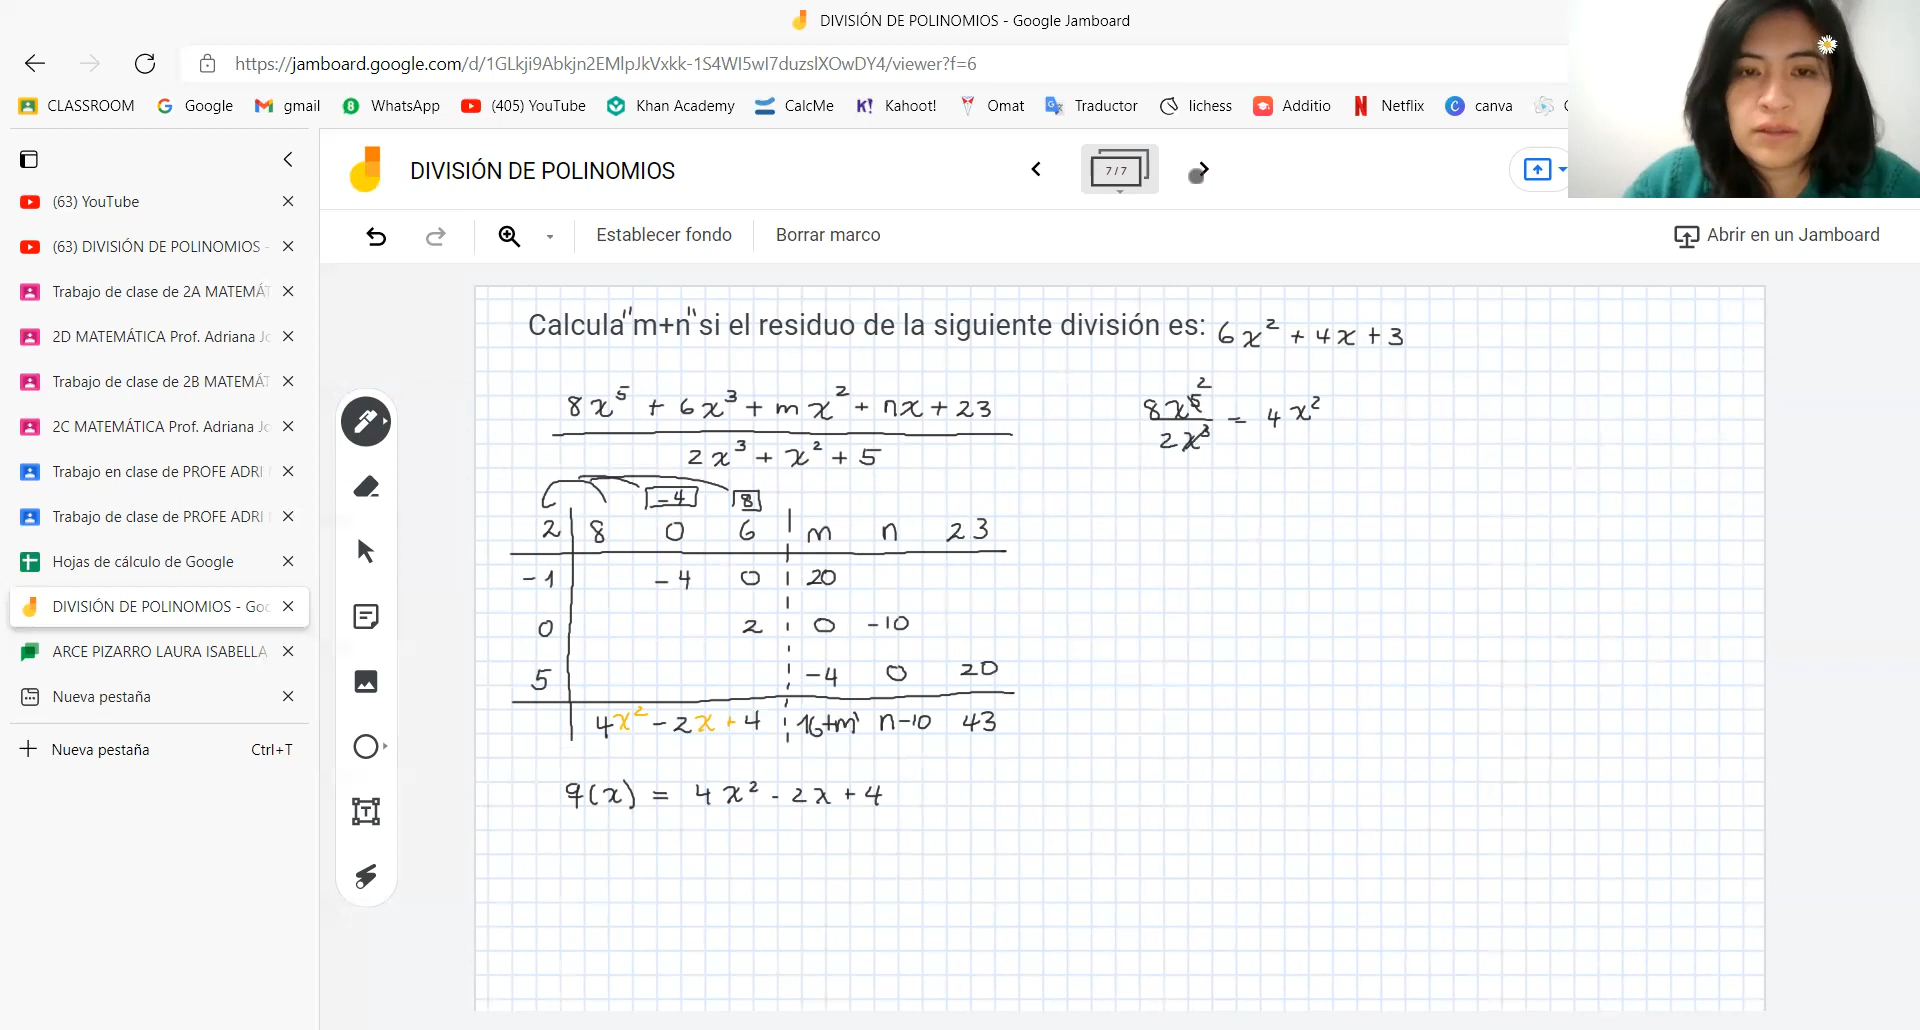 DIVISIÓN DE POLINOMIOS - Google Jamboard
https://jamboard.google.com/d/1GLkji9Abkjn2EMlpJkVxkk-1S4WI5wI7duzslXOwDY4/viewer?f=6
CLASSROOM Google gmail WhatsApp (405) YouTube Khan Academy CalcMe Kahoot! Omat Traductor lichess Additio Netflix canva
DIVISIÓN DE POLINOMIOS
7/7
(63) YouTube
(63) DIVISIÓN DE POLINOMIOS -
Trabajo de clase de 2A MATEMÁT
2D MATEMÁTICA Prof. Adriana Jo
Trabajo de clase de 2B MATEMÁT
2C MATEMÁTICA Prof. Adriana Jo
Trabajo en clase de PROFE ADRI
Trabajo de clase de PROFE ADRI
Hojas de cálculo de Google
DIVISIÓN DE POLINOMIOS - Goo
ARCE PIZARRO LAURA ISABELLA
Nueva pestaña
Nueva pestaña Ctrl+T
Establecer fondo Borrar marco
Abrir en un Jamboard
Calcula "m+n" si el residuo de la siguiente división es: 6x² + 4x + 3
8x⁵ + 6x³ + mx² + nx + 23
2x³ + x² + 5
2
8x⁵ = 4x²
2x³
-4 8
2 8 0 6 m n 23
-1 -4 0 20
0 2 0 -10
5 -4 0 20
4x² -2x + 4 16+m n-10 43
q(x) = 4x² - 2x + 4